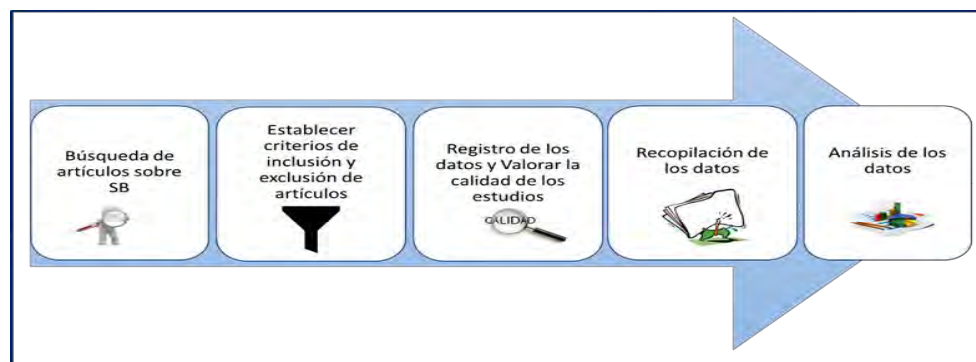 Búsqueda de
artículos sobre
SB
Establecer
criterios de
inclusión y
exclusión de
artículos
Registro de los
datos y Valorar la
calidad de los
estudios
CALIDAD
Recopilación de
los datos
Análisis de los
datos